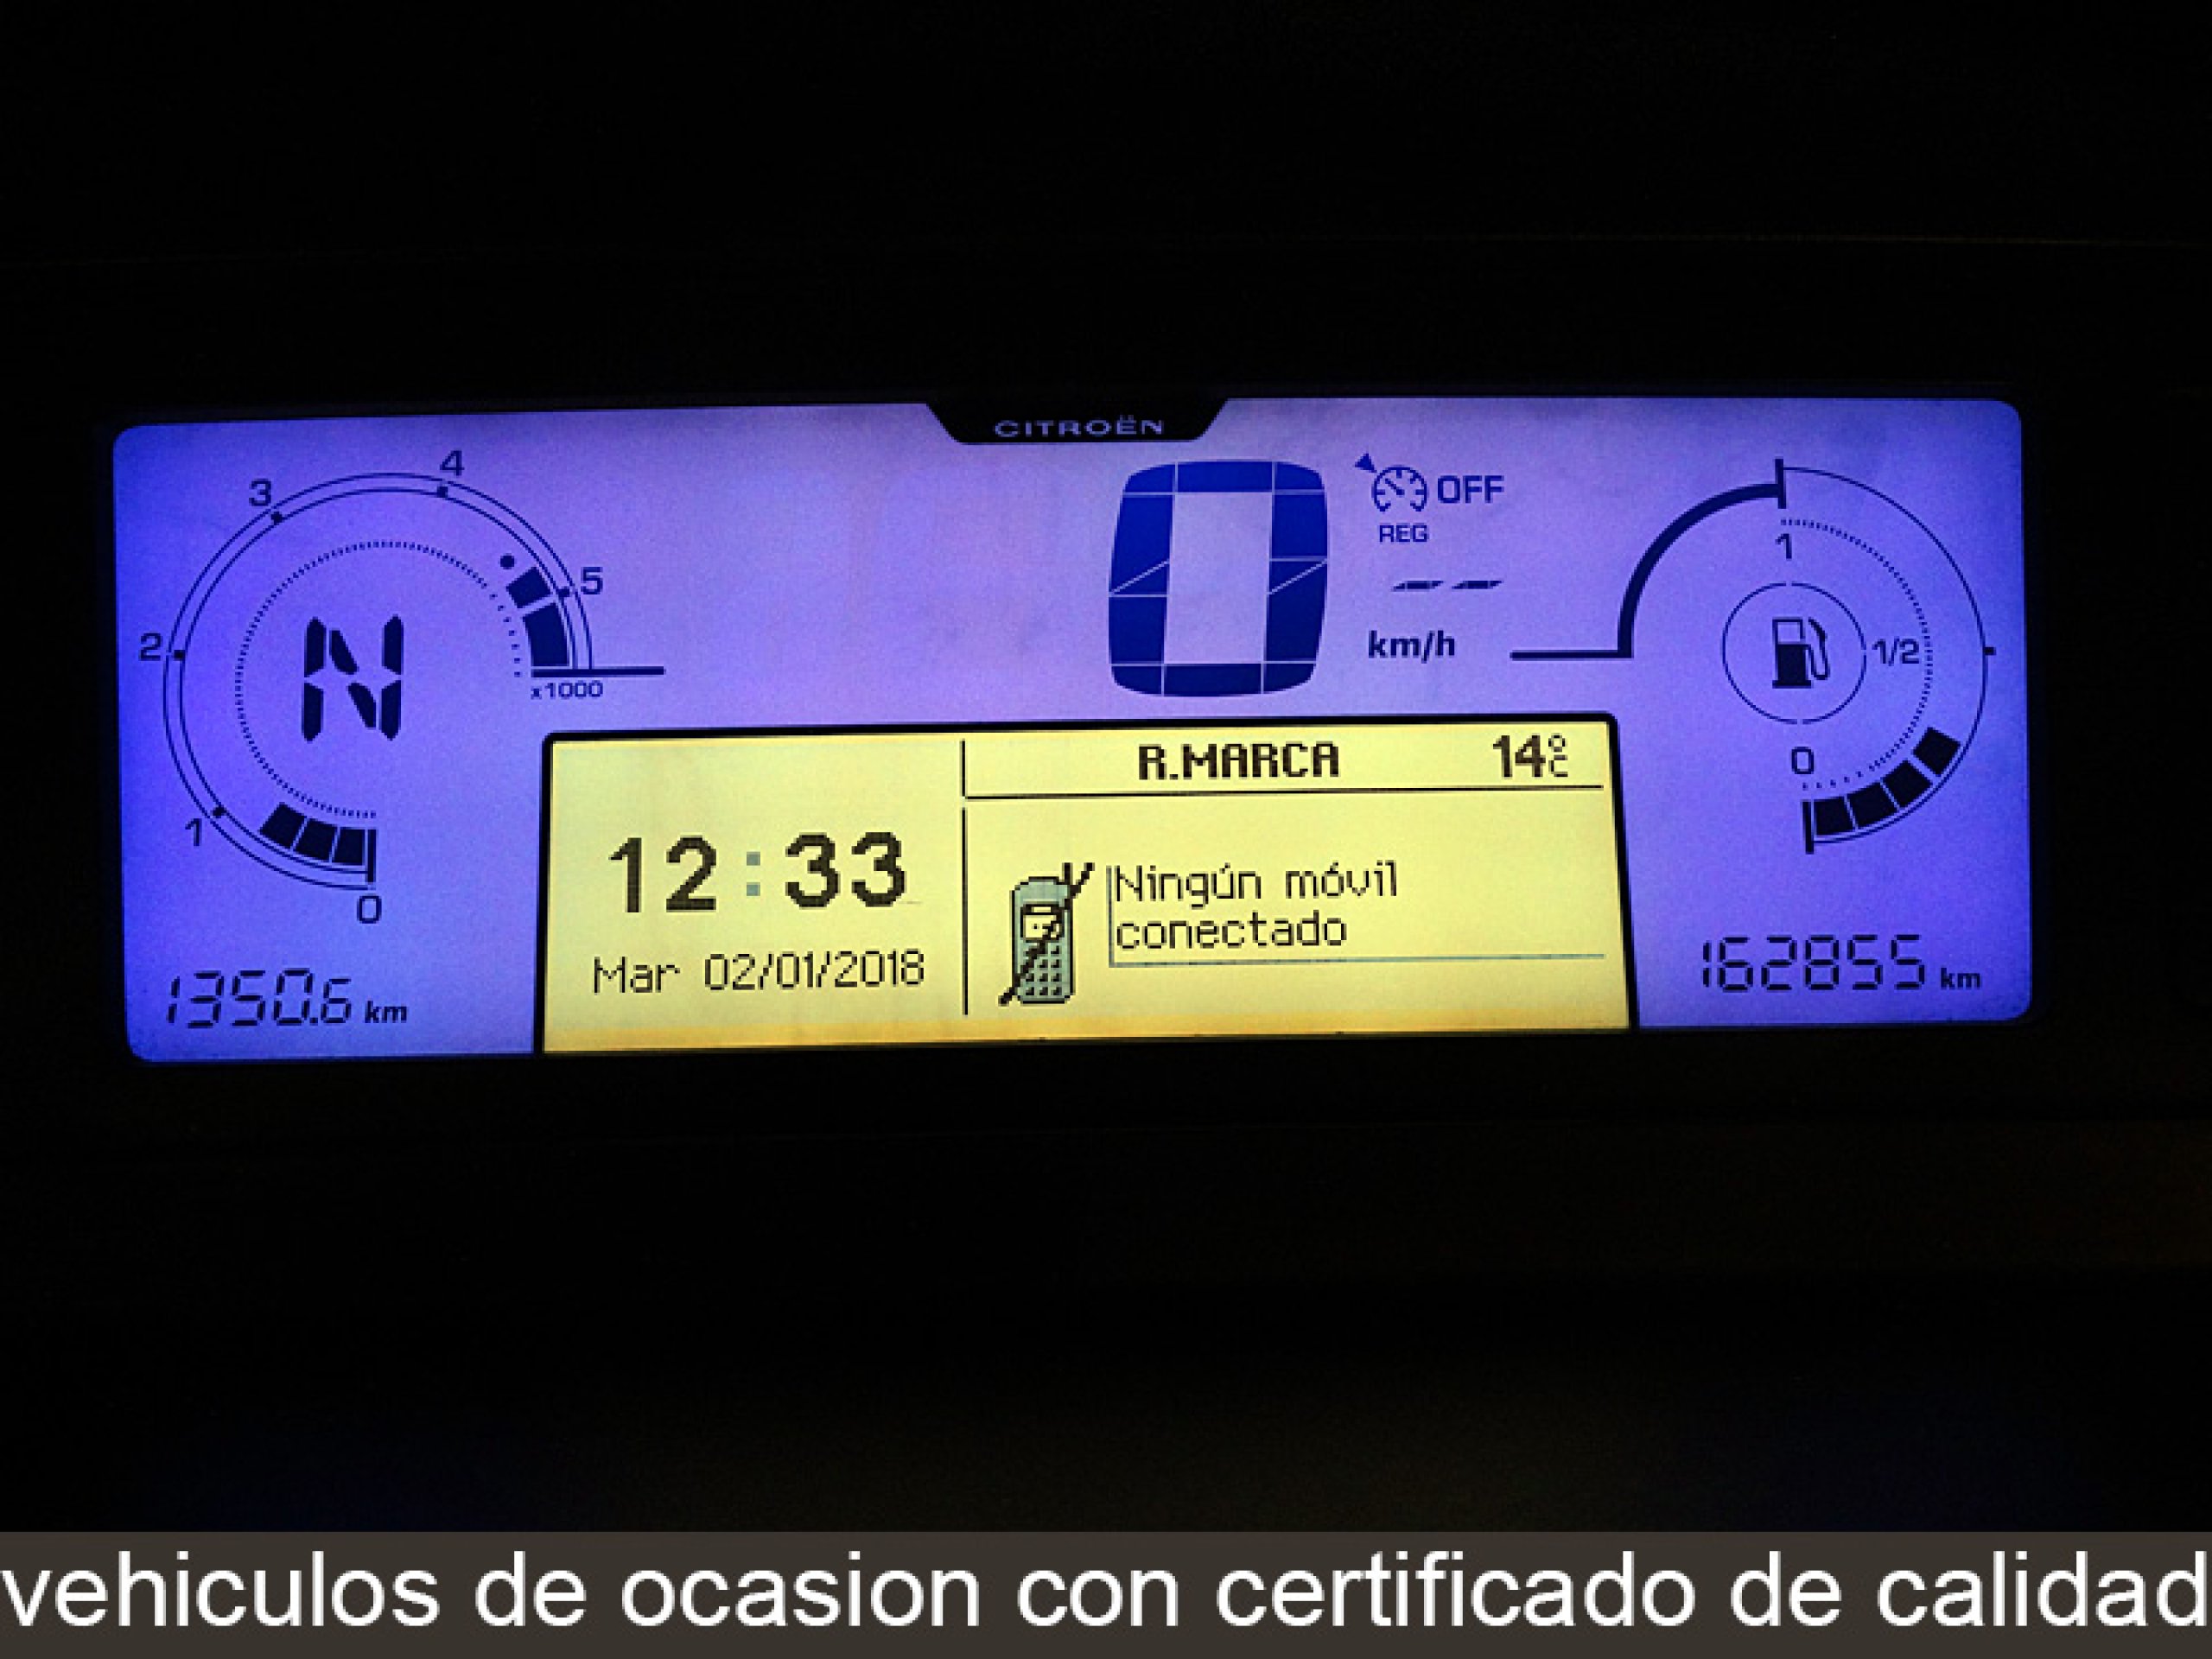 CITROËN
4
3
5
2
1
0
x1000
N
0
OFF
REG
-- 
km/h
1
1/2
0
R.MARCA 14°C
12:33
Mar 02/01/2018
Ningún móvil
conectado
1350.6 km
162855 km
vehiculos de ocasion con certificado de calidad